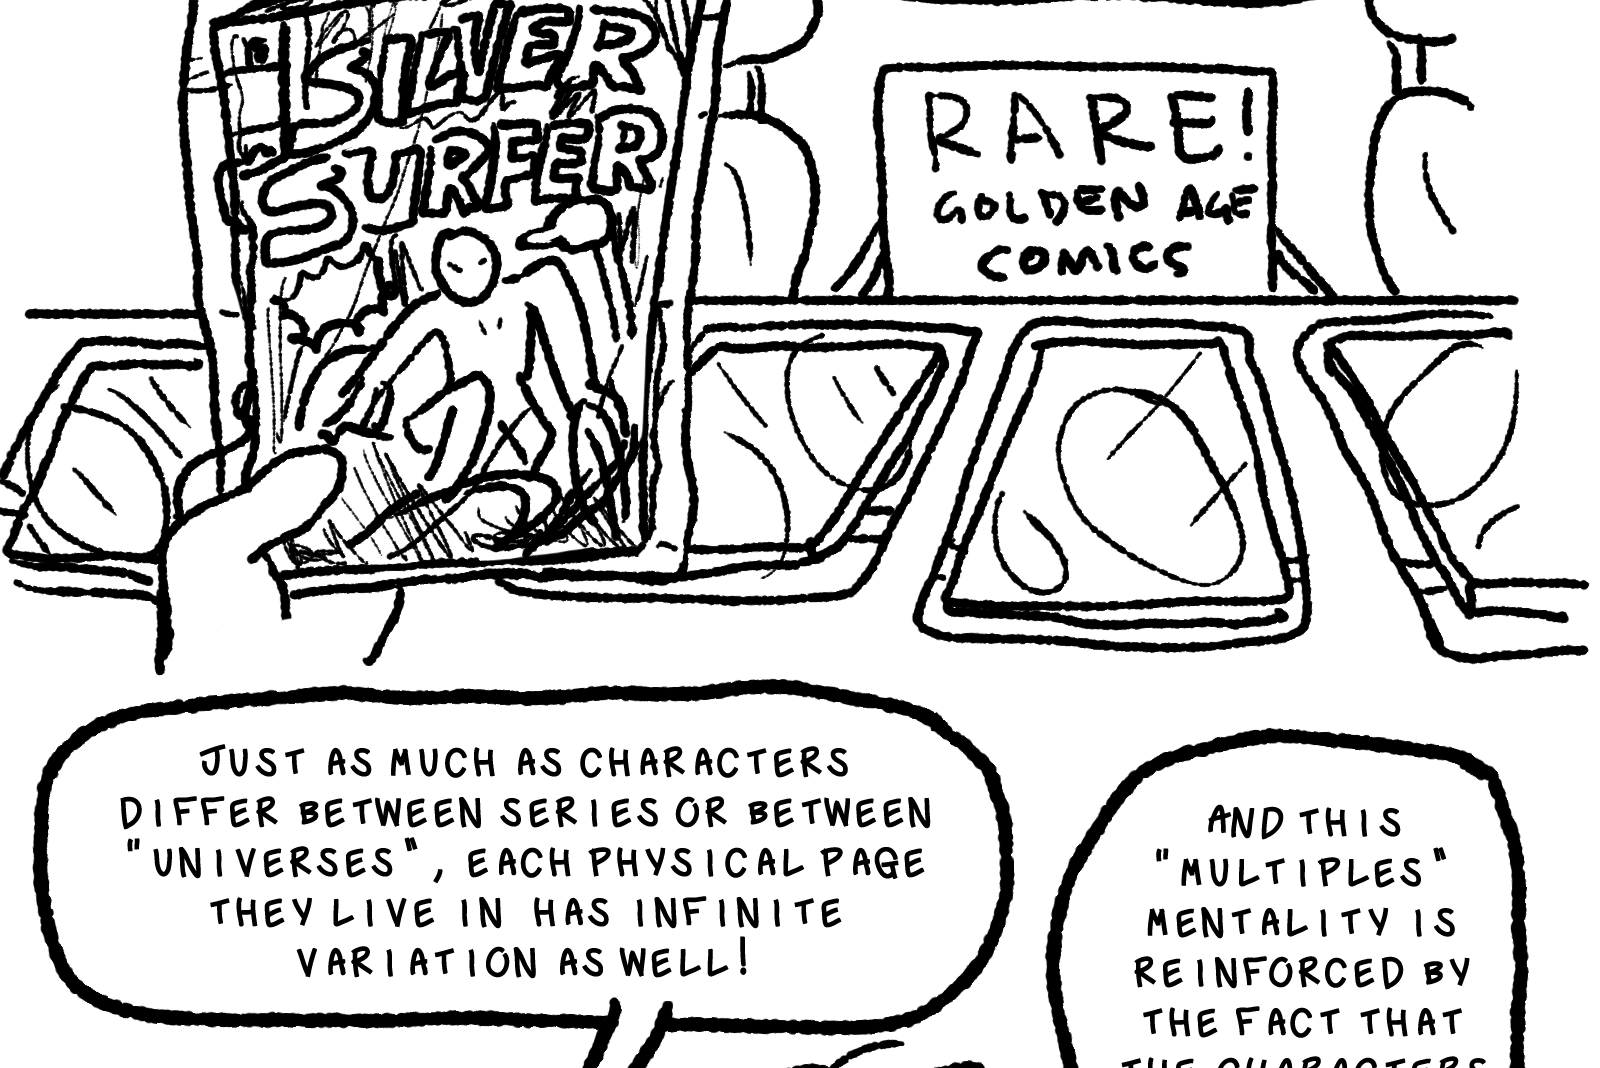 SILVER
SURFER
RARE!
GOLDEN AGE
COMICS
JUST AS MUCH AS CHARACTERS
DIFFER BETWEEN SERIES OR BETWEEN
"UNIVERSES", EACH PHYSICAL PAGE
THEY LIVE IN HAS INFINITE
VARIATION AS WELL!
AND THIS
"MULTIPLES"
MENTALITY IS
REINFORCED BY
THE FACT THAT
THE CHARACTERS